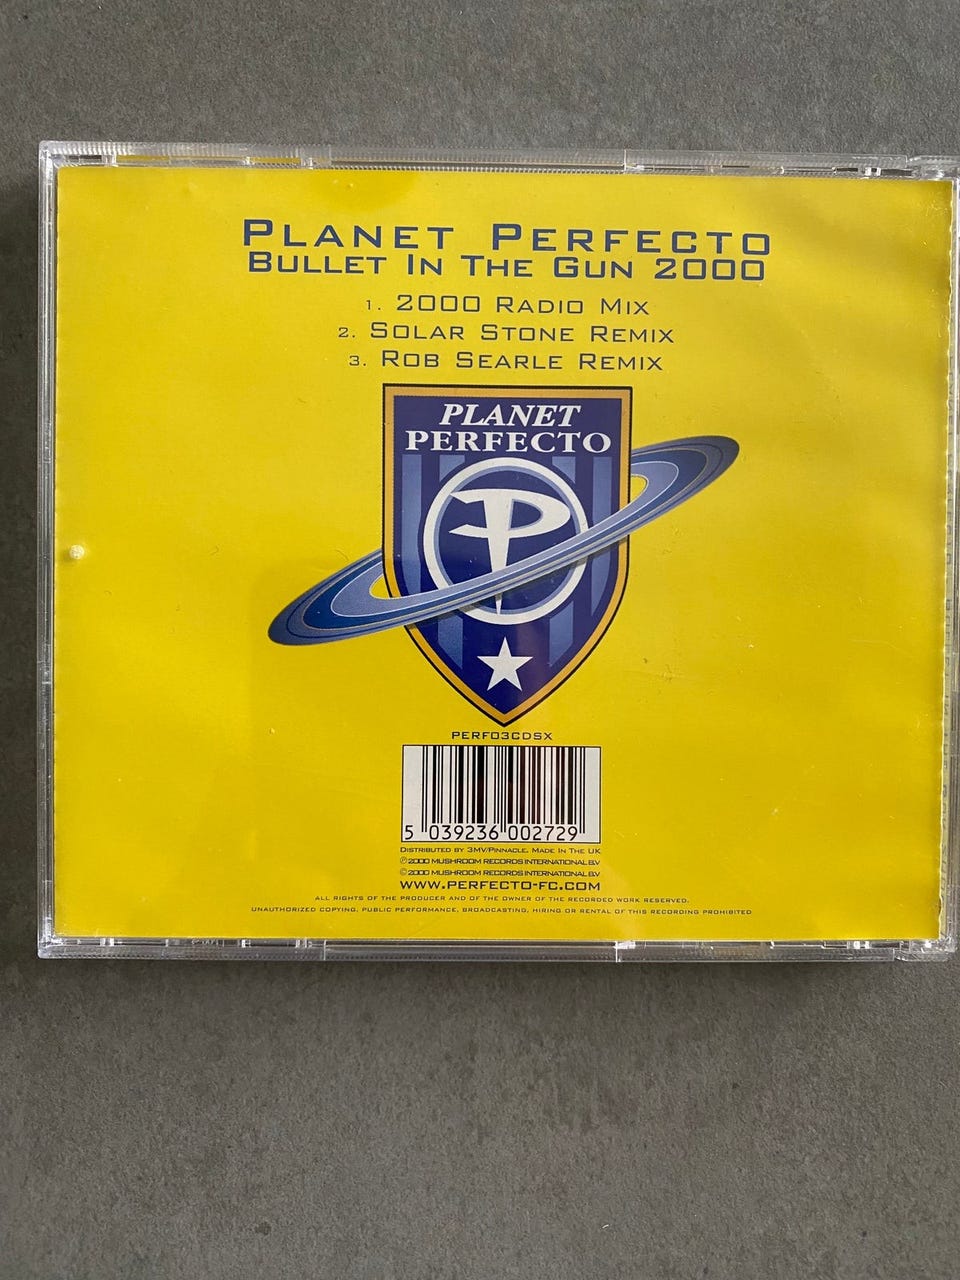 PLANET PERFECTO
BULLET IN THE GUN 2000
1. 2000 RADIO MIX
2. SOLAR STONE REMIX
3. ROB SEARLE REMIX
PLANET
PERFECTO
P
PERF03CDSX
5 039236 002729
DISTRIBUTED BY 3MV/PINNACLE. MADE IN THE UK
℗ 2000 MUSHROOM RECORDS INTERNATIONAL B.V
© 2000 MUSHROOM RECORDS INTERNATIONAL B.V
WWW.PERFECTO-FC.COM
ALL RIGHTS OF THE PRODUCER AND OF THE OWNER OF THE RECORDED WORK RESERVED.
UNAUTHORIZED COPYING, PUBLIC PERFORMANCE, BROADCASTING, HIRING OR RENTAL OF THIS RECORDING PROHIBITED